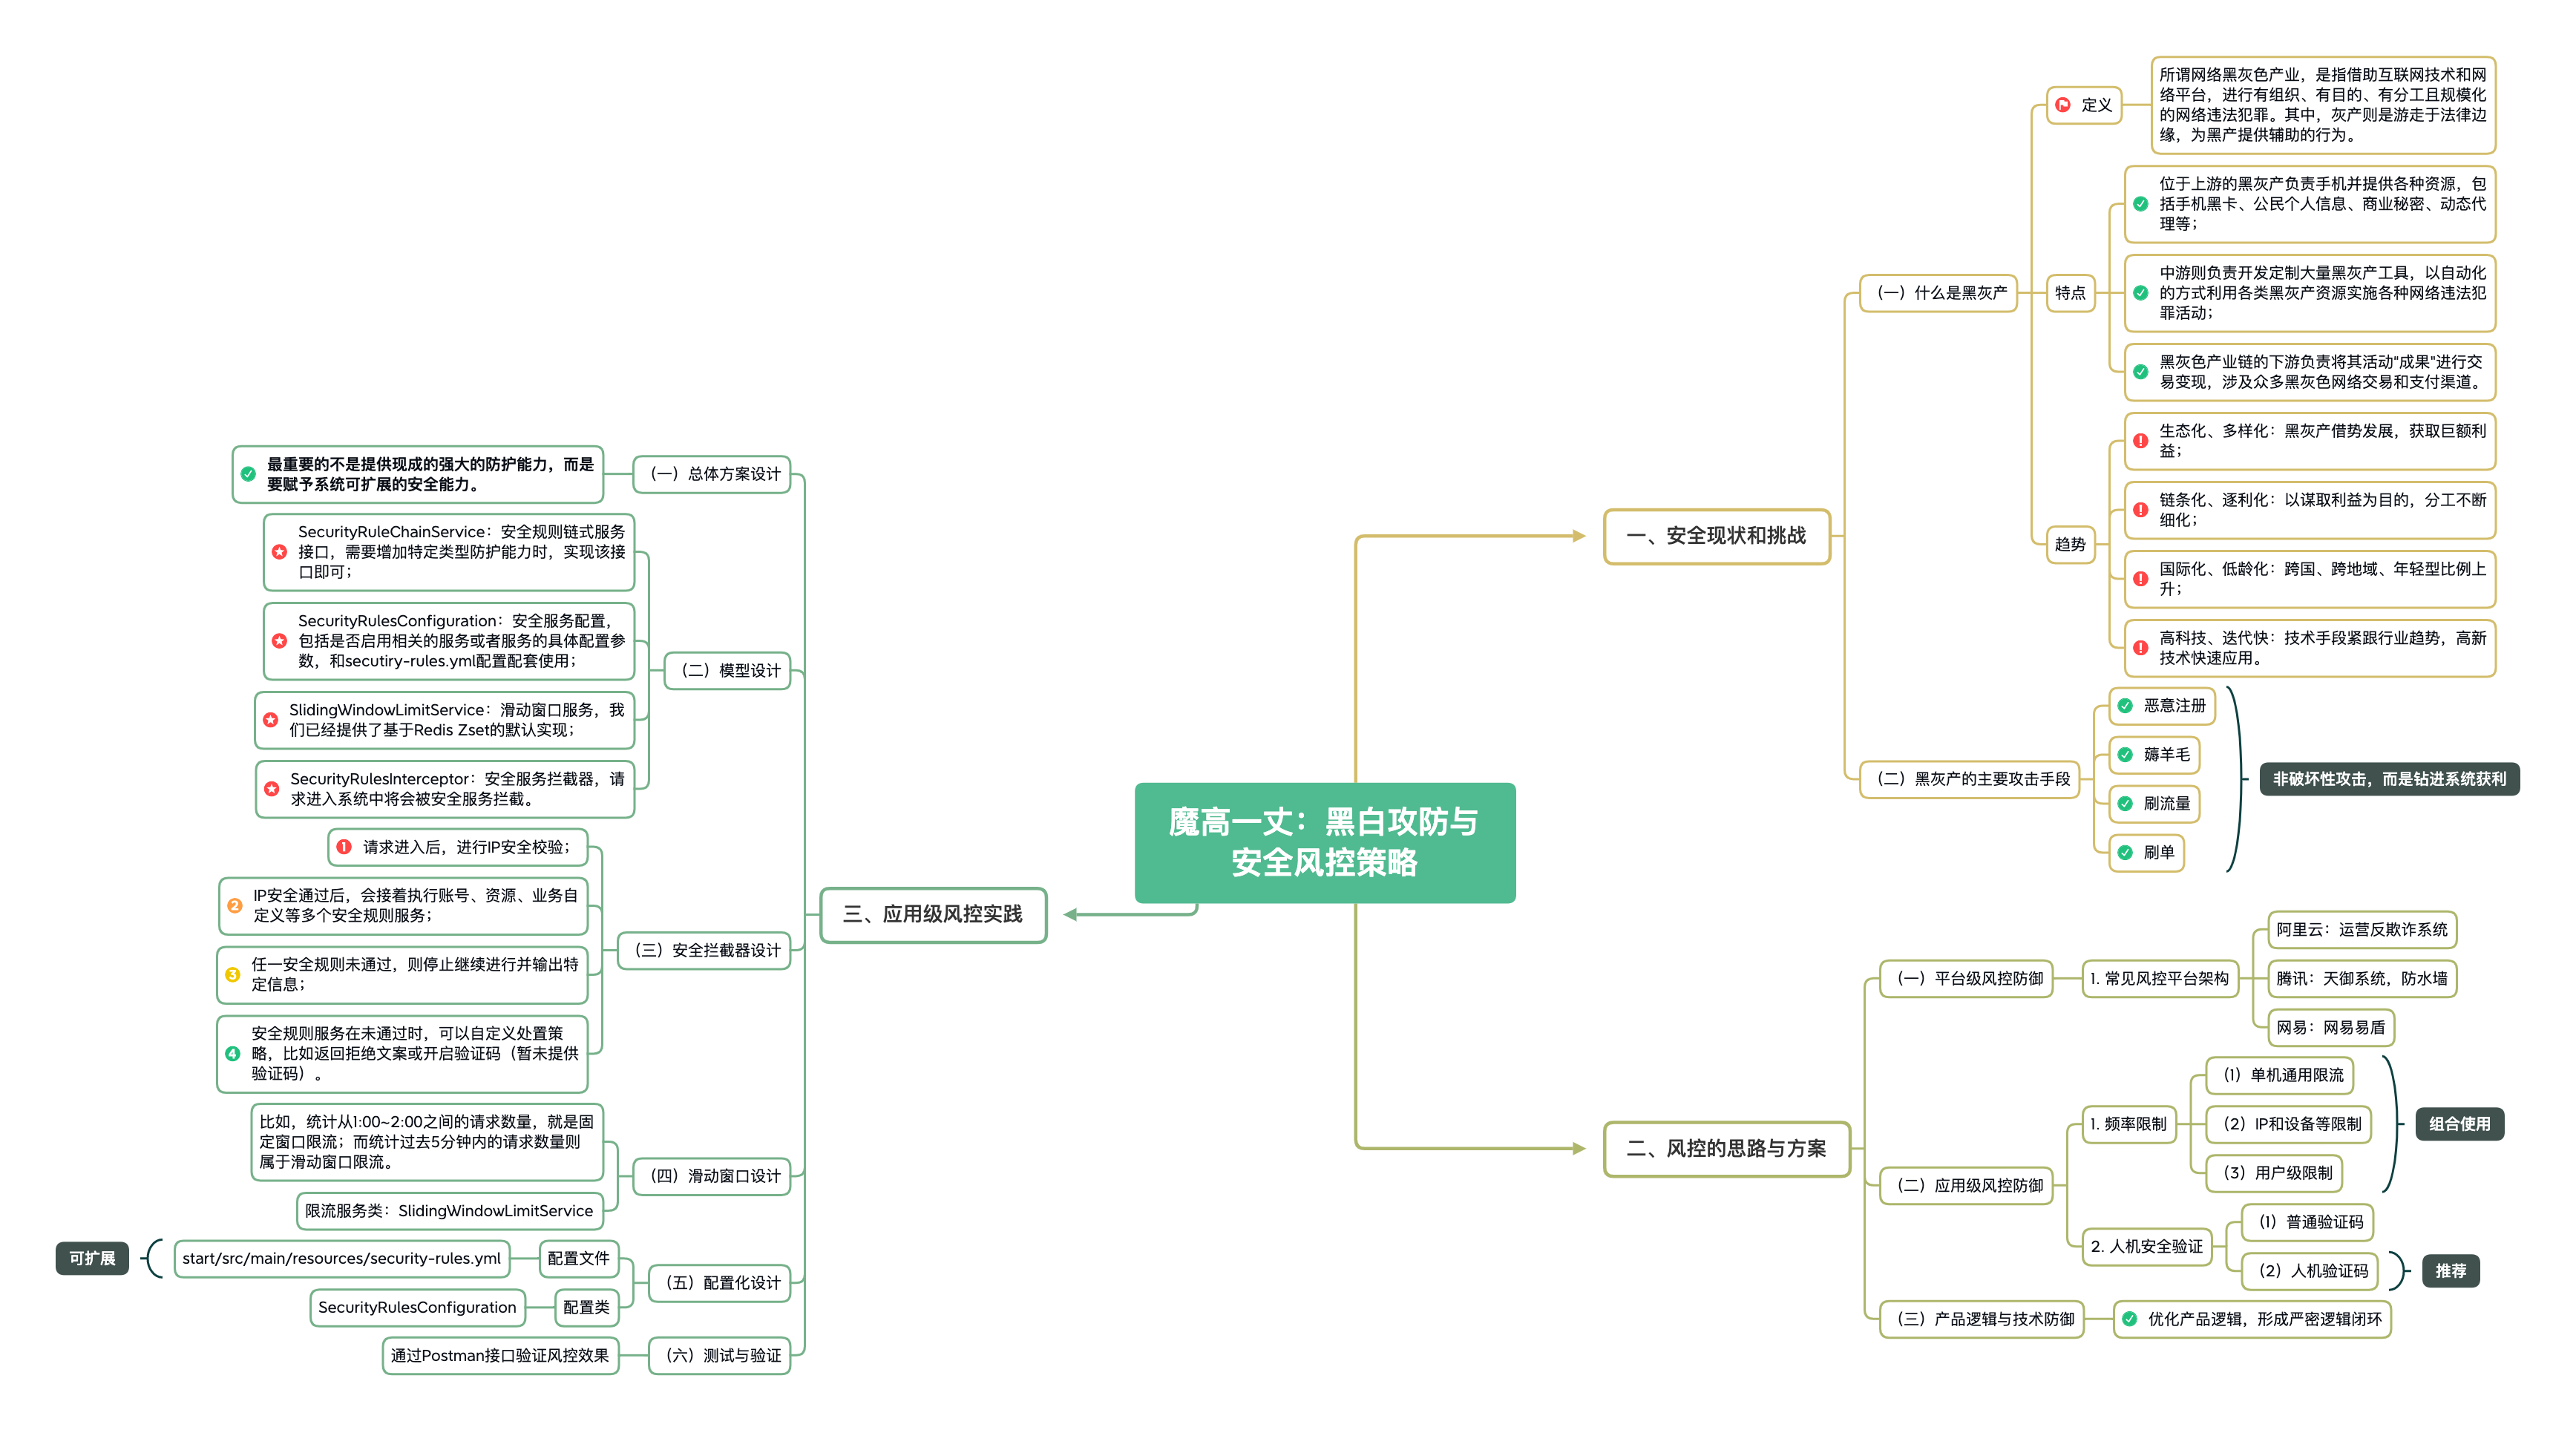 魔高一丈：黑白攻防与
安全风控策略
一、安全现状和挑战
（一）什么是黑灰产
定义
所谓网络黑灰色产业，是指借助互联网技术和网
络平台，进行有组织、有目的、有分工且规模化
的网络违法犯罪。其中，灰产则是游走于法律边
缘，为黑产提供辅助的行为。
特点
位于上游的黑灰产负责手机并提供各种资源，包
括手机黑卡、公民个人信息、商业秘密、动态代
理等；
中游则负责开发定制大量黑灰产工具，以自动化
的方式利用各类黑灰产资源实施各种网络违法犯
罪活动；
黑灰色产业链的下游负责将其活动"成果"进行交
易变现，涉及众多黑灰色网络交易和支付渠道。
趋势
生态化、多样化：黑灰产借势发展，获取巨额利
益；
链条化、逐利化：以谋取利益为目的，分工不断
细化；
国际化、低龄化：跨国、跨地域、年轻型比例上
升；
高科技、迭代快：技术手段紧跟行业趋势，高新
技术快速应用。
（二）黑灰产的主要攻击手段
恶意注册
薅羊毛
刷流量
刷单
非破坏性攻击，而是钻进系统获利
二、风控的思路与方案
（一）平台级风控防御
1. 常见风控平台架构
阿里云：运营反欺诈系统
腾讯：天御系统，防水墙
网易：网易易盾
（二）应用级风控防御
1. 频率限制
（1）单机通用限流
（2）IP和设备等限制
（3）用户级限制
组合使用
2. 人机安全验证
（1）普通验证码
（2）人机验证码
推荐
（三）产品逻辑与技术防御
优化产品逻辑，形成严密逻辑闭环
三、应用级风控实践
（一）总体方案设计
最重要的不是提供现成的强大的防护能力，而是
要赋予系统可扩展的安全能力。
（二）模型设计
SecurityRuleChainService：安全规则链式服务
接口，需要增加特定类型防护能力时，实现该接
口即可；
SecurityRulesConfiguration：安全服务配置，
包括是否启用相关的服务或者服务的具体配置参
数，和secutiry-rules.yml配置配套使用；
SlidingWindowLimitService：滑动窗口服务，我
们已经提供了基于Redis Zset的默认实现；
SecurityRulesInterceptor：安全服务拦截器，请
求进入系统中将会被安全服务拦截。
（三）安全拦截器设计
1 请求进入后，进行IP安全校验；
2 IP安全通过后，会接着执行账号、资源、业务自
定义等多个安全规则服务；
3 任一安全规则未通过，则停止继续进行并输出特
定信息；
4 安全规则服务在未通过时，可以自定义处置策
略，比如返回拒绝文案或开启验证码（暂未提供
验证码）。
（四）滑动窗口设计
比如，统计从1:00~2:00之间的请求数量，就是固
定窗口限流；而统计过去5分钟内的请求数量则
属于滑动窗口限流。
限流服务类：SlidingWindowLimitService
（五）配置化设计
配置文件
start/src/main/resources/security-rules.yml
可扩展
配置类
SecurityRulesConfiguration
（六）测试与验证
通过Postman接口验证风控效果